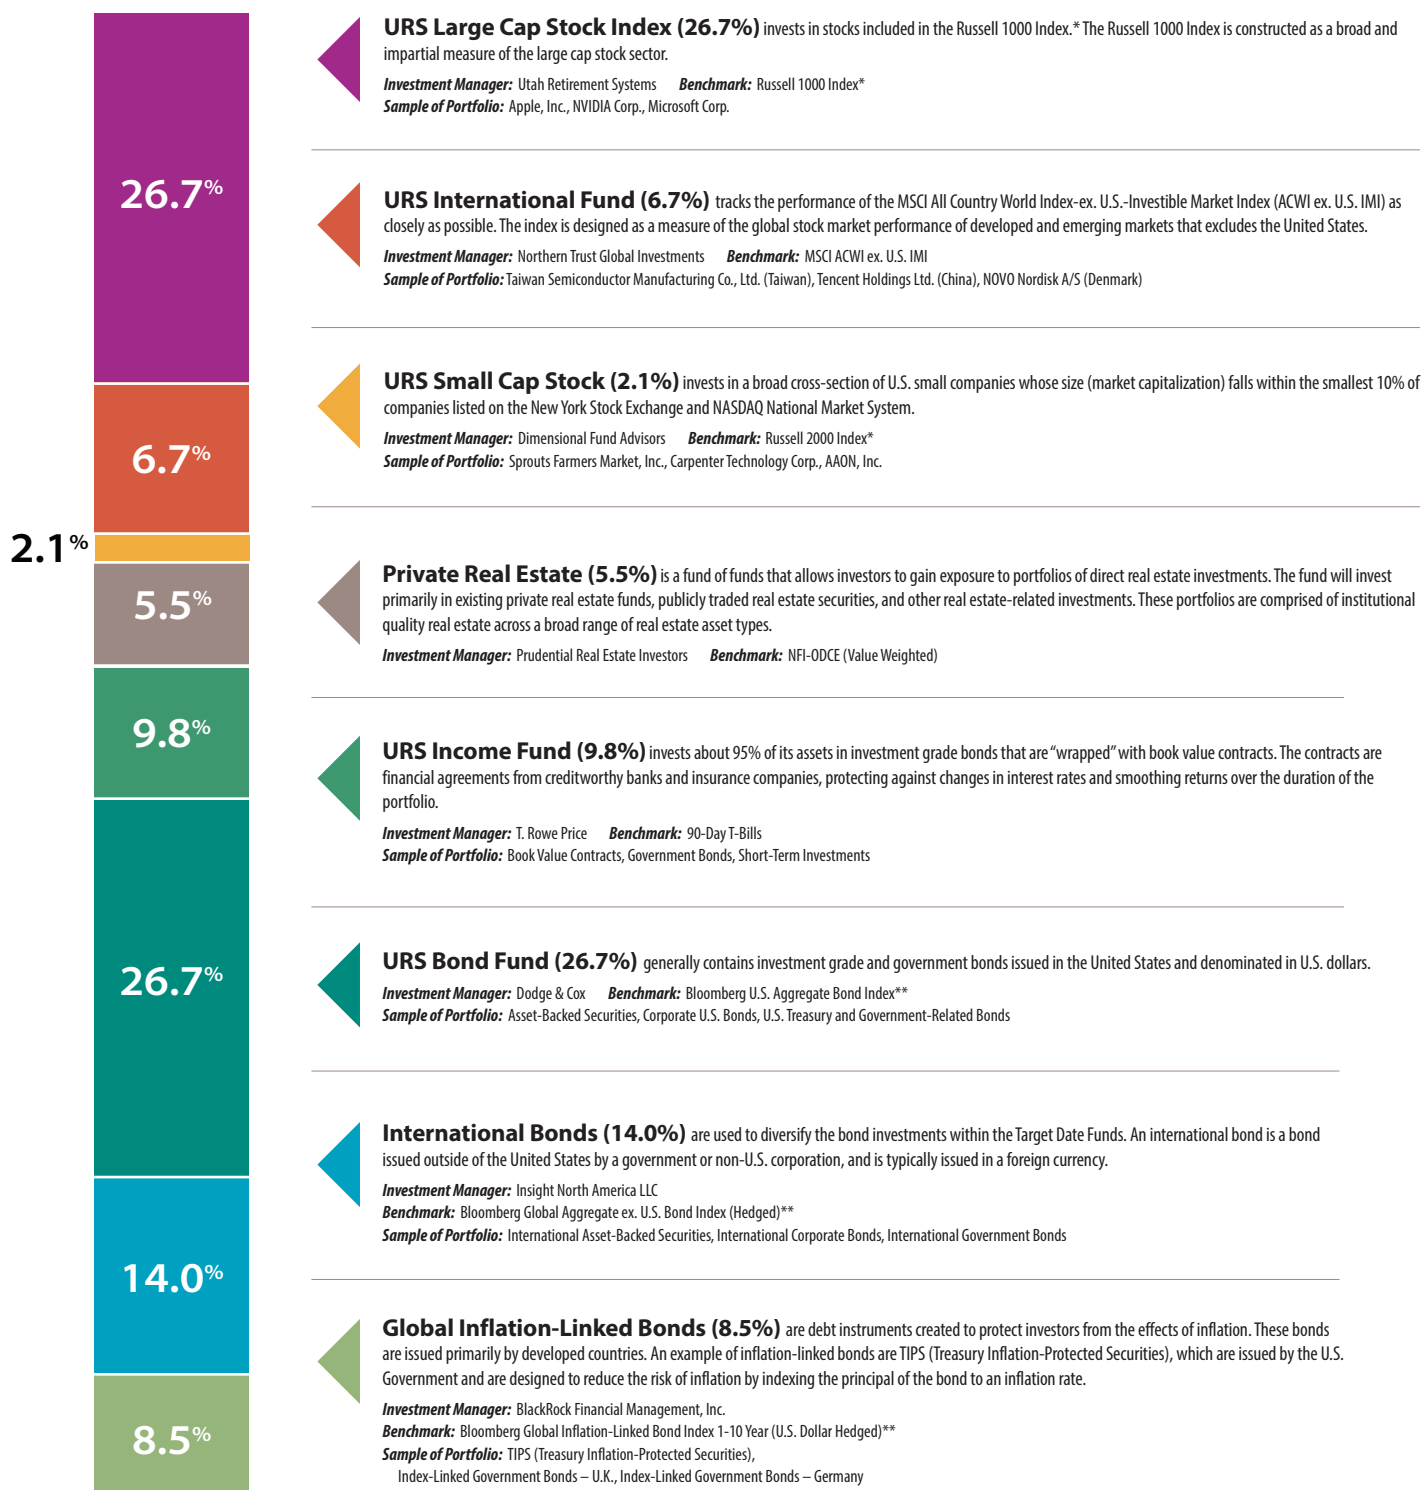 26.7%
6.7%
2.1%
5.5%
9.8%
26.7%
14.0%
8.5%
URS Large Cap Stock Index (26.7%) invests in stocks included in the Russell 1000 Index.* The Russell 1000 Index is constructed as a broad and
impartial measure of the large cap stock sector.
Investment Manager: Utah Retirement Systems Benchmark: Russell 1000 Index*
Sample of Portfolio: Apple, Inc., NVIDIA Corp., Microsoft Corp.
URS International Fund (6.7%) tracks the performance of the MSCI All Country World Index-ex. U.S.-Investible Market Index (ACWI ex. U.S. IMI) as
closely as possible. The index is designed as a measure of the global stock market performance of developed and emerging markets that excludes the United States.
Investment Manager: Northern Trust Global Investments Benchmark: MSCI ACWI ex. U.S. IMI
Sample of Portfolio: Taiwan Semiconductor Manufacturing Co., Ltd. (Taiwan), Tencent Holdings Ltd. (China), NOVO Nordisk A/S (Denmark)
URS Small Cap Stock (2.1%) invests in a broad cross-section of U.S. small companies whose size (market capitalization) falls within the smallest 10% of
companies listed on the New York Stock Exchange and NASDAQ National Market System.
Investment Manager: Dimensional Fund Advisors Benchmark: Russell 2000 Index*
Sample of Portfolio: Sprouts Farmers Market, Inc., Carpenter Technology Corp., AAON, Inc.
Private Real Estate (5.5%) is a fund of funds that allows investors to gain exposure to portfolios of direct real estate investments. The fund will invest
primarily in existing private real estate funds, publicly traded real estate securities, and other real estate-related investments. These portfolios are comprised of institutional
quality real estate across a broad range of real estate asset types.
Investment Manager: Prudential Real Estate Investors Benchmark: NFI-ODCE (Value Weighted)
URS Income Fund (9.8%) invests about 95% of its assets in investment grade bonds that are “wrapped” with book value contracts. The contracts are
financial agreements from creditworthy banks and insurance companies, protecting against changes in interest rates and smoothing returns over the duration of the
portfolio.
Investment Manager: T. Rowe Price Benchmark: 90-Day T-Bills
Sample of Portfolio: Book Value Contracts, Government Bonds, Short-Term Investments
URS Bond Fund (26.7%) generally contains investment grade and government bonds issued in the United States and denominated in U.S. dollars.
Investment Manager: Dodge & Cox Benchmark: Bloomberg U.S. Aggregate Bond Index**
Sample of Portfolio: Asset-Backed Securities, Corporate U.S. Bonds, U.S. Treasury and Government-Related Bonds
International Bonds (14.0%) are used to diversify the bond investments within the Target Date Funds. An international bond is a bond
issued outside of the United States by a government or non-U.S. corporation, and is typically issued in a foreign currency.
Investment Manager: Insight North America LLC
Benchmark: Bloomberg Global Aggregate ex. U.S. Bond Index (Hedged)**
Sample of Portfolio: International Asset-Backed Securities, International Corporate Bonds, International Government Bonds
Global Inflation-Linked Bonds (8.5%) are debt instruments created to protect investors from the effects of inflation. These bonds
are issued primarily by developed countries. An example of inflation-linked bonds are TIPS (Treasury Inflation-Protected Securities), which are issued by the U.S.
Government and are designed to reduce the risk of inflation by indexing the principal of the bond to an inflation rate.
Investment Manager: BlackRock Financial Management, Inc.
Benchmark: Bloomberg Global Inflation-Linked Bond Index 1-10 Year (U.S. Dollar Hedged)**
Sample of Portfolio: TIPS (Treasury Inflation-Protected Securities),
Index-Linked Government Bonds – U.K., Index-Linked Government Bonds – Germany